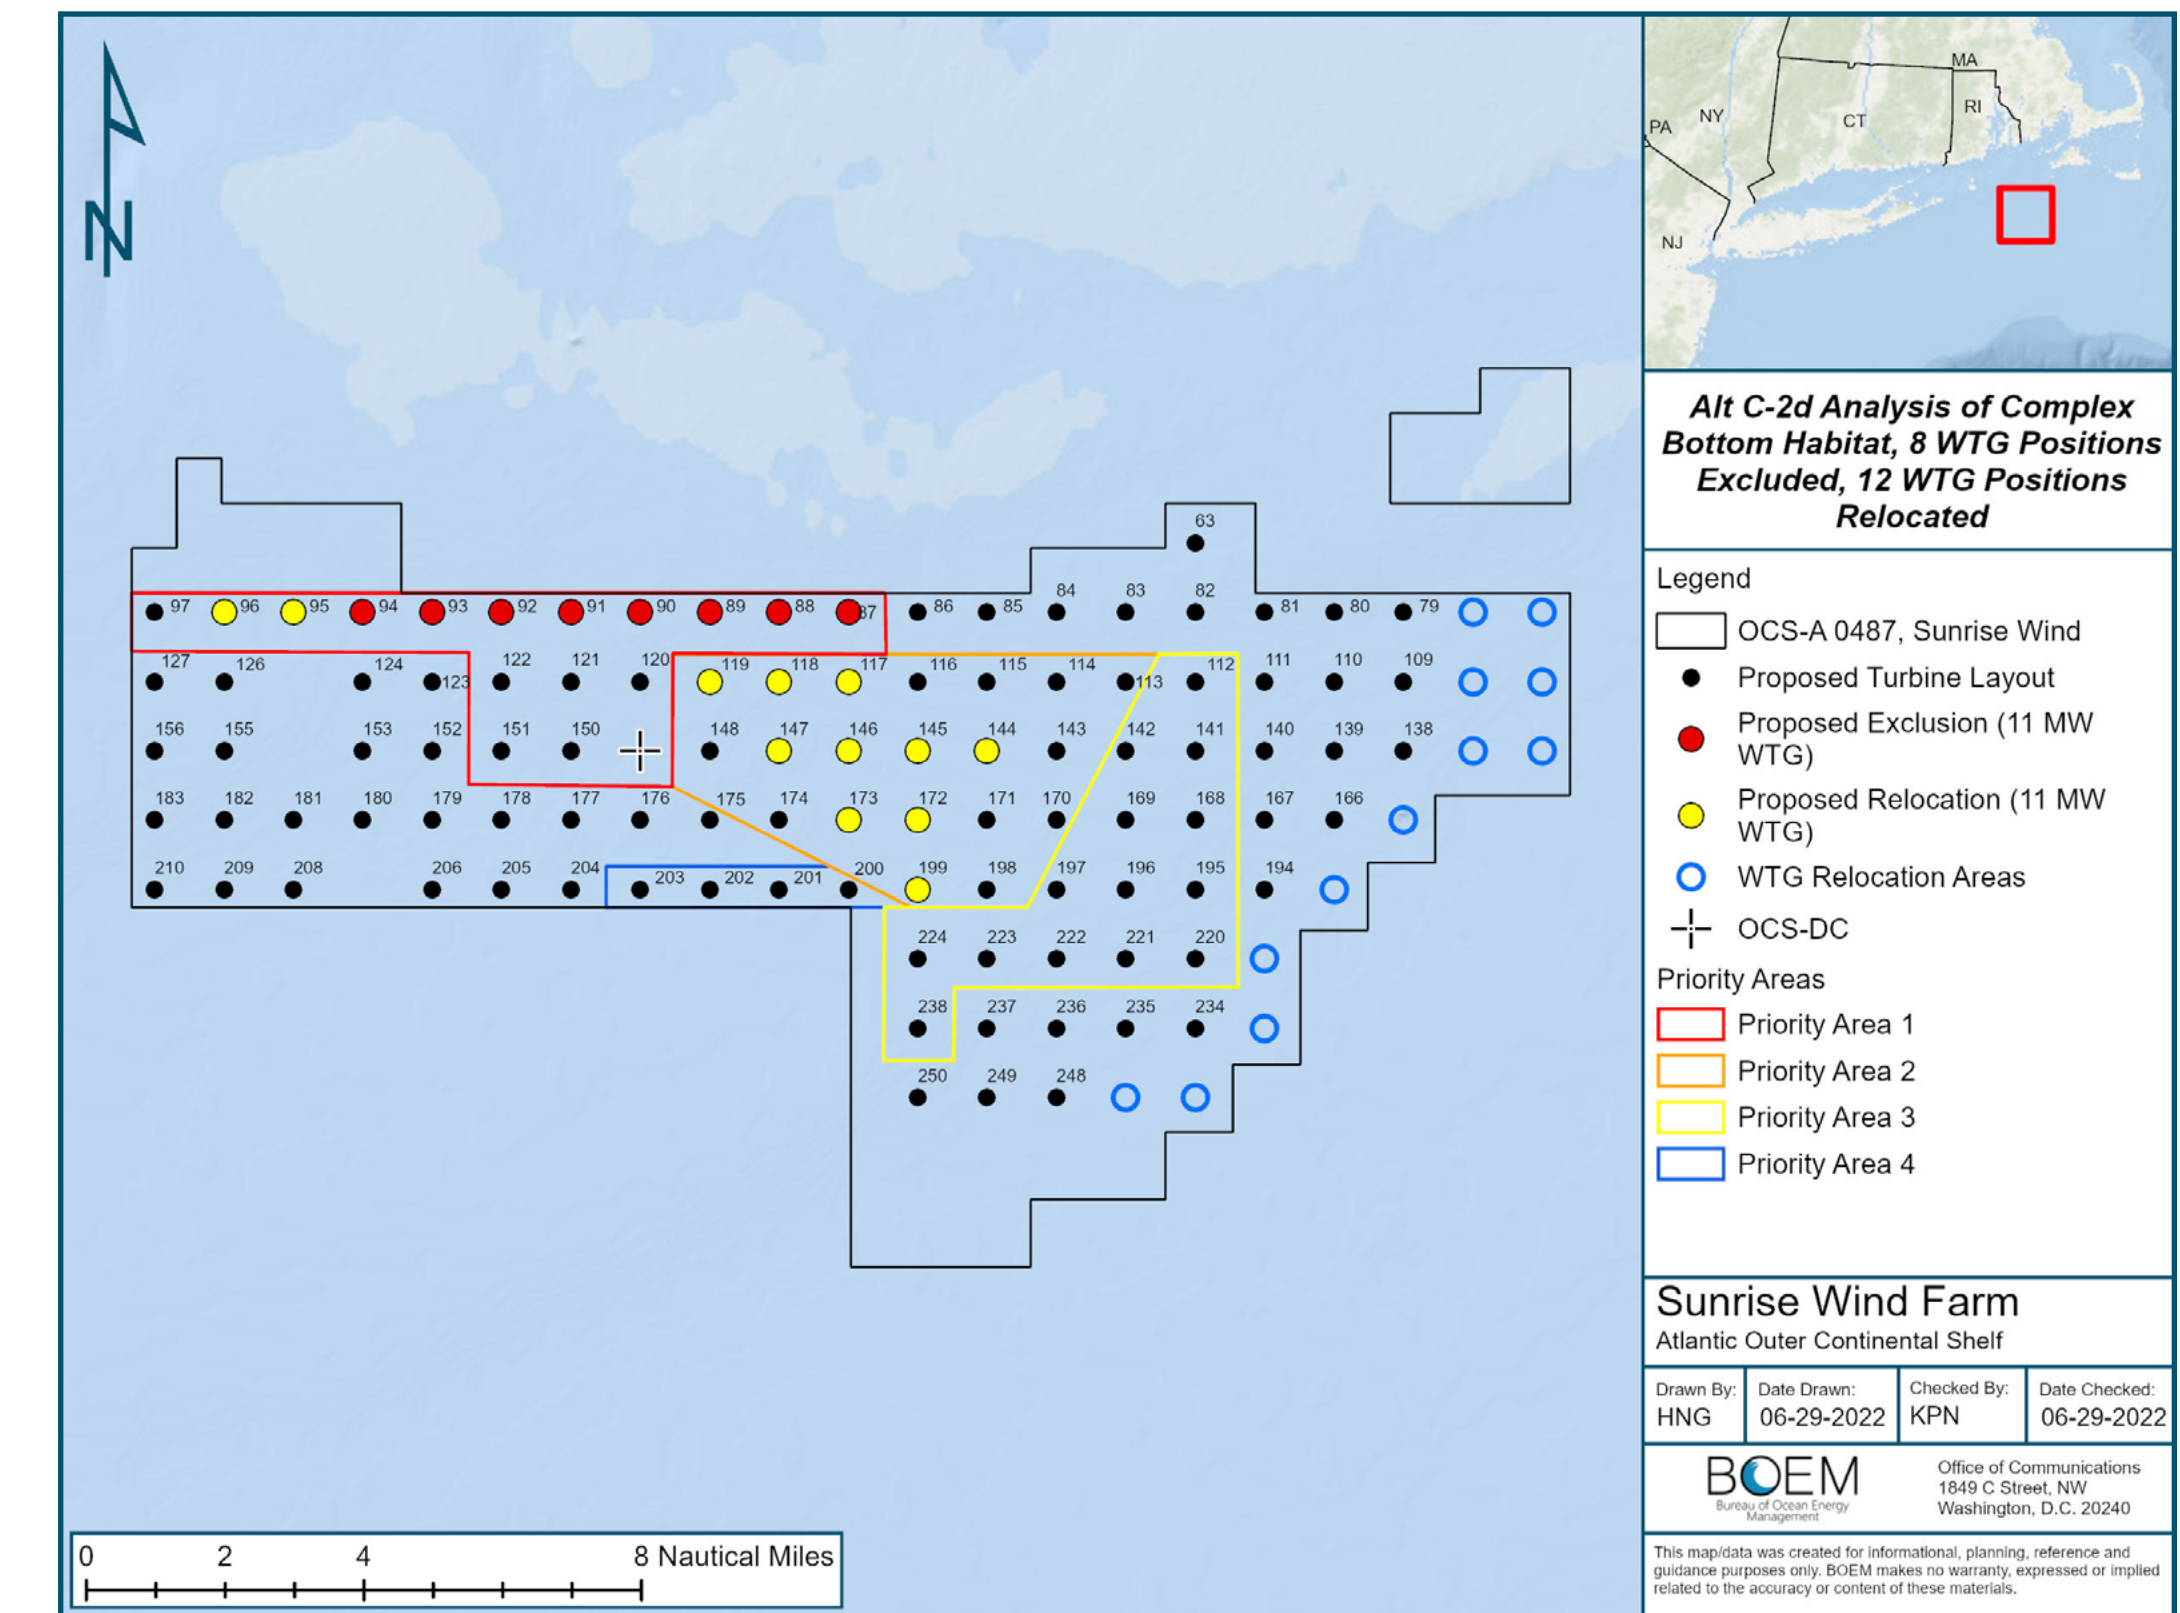 N
PA
NY
CT
MA
RI
NJ
Alt C-2d Analysis of Complex
Bottom Habitat, 8 WTG Positions
Excluded, 12 WTG Positions
Relocated
63
84 83 82
97 96 95 94 93 92 91 90 89 88 87 86 85 81 80 79
127 126 124 123 122 121 120 119 118 117 116 115 114 113 112 111 110 109
156 155 153 152 151 150 148 147 146 145 144 143 142 141 140 139 138
183 182 181 180 179 178 177 176 175 174 173 172 171 170 169 168 167 166
210 209 208 206 205 204 203 202 201 200 199 198 197 196 195 194
224 223 222 221 220
238 237 236 235 234
250 249 248
0 2 4 8 Nautical Miles
Legend
OCS-A 0487, Sunrise Wind
Proposed Turbine Layout
Proposed Exclusion (11 MW
WTG)
Proposed Relocation (11 MW
WTG)
WTG Relocation Areas
OCS-DC
Priority Areas
Priority Area 1
Priority Area 2
Priority Area 3
Priority Area 4
Sunrise Wind Farm
Atlantic Outer Continental Shelf
Drawn By: Date Drawn: Checked By: Date Checked:
HNG 06-29-2022 KPN 06-29-2022
BOEM
Bureau of Ocean Energy
Management
Office of Communications
1849 C Street, NW
Washington, D.C. 20240
This map/data was created for informational, planning, reference and
guidance purposes only. BOEM makes no warranty, expressed or implied
related to the accuracy or content of these materials.